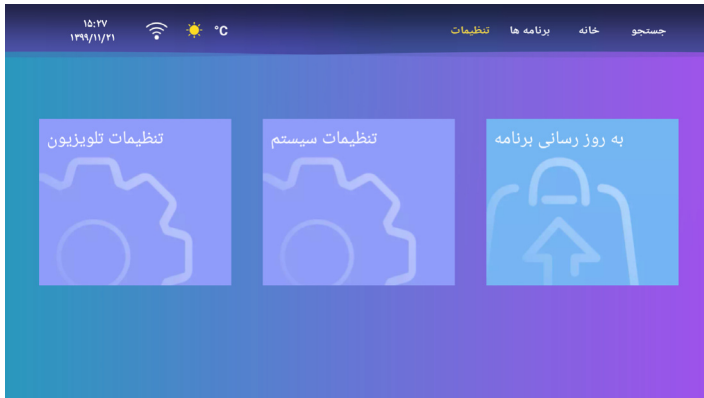 جستجو
خانه
برنامه ها
تنظیمات
°C
۱۵:۲۷
۱۳۹۹/۱۱/۲۱
به روز رسانی برنامه
تنظیمات سیستم
تنظیمات تلویزیون